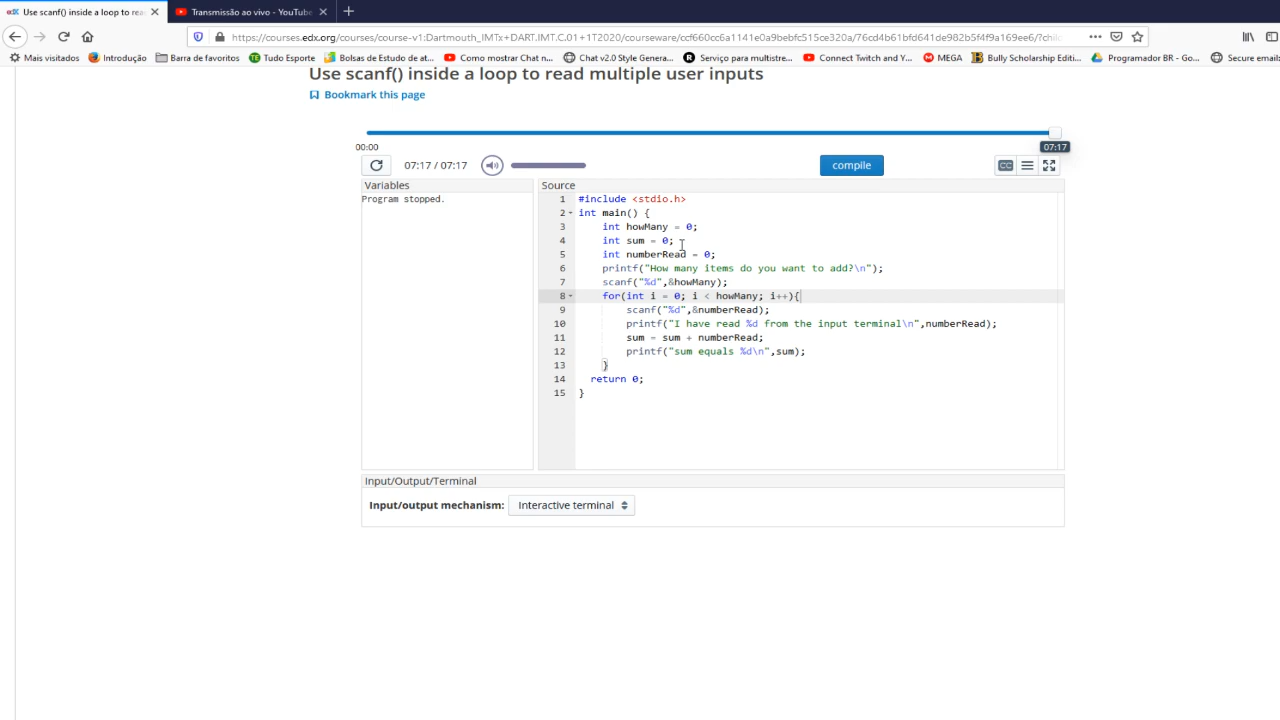 Use scanf() inside a loop to rea
Transmissão ao vivo - YouTube
https://courses.edx.org/courses/course-v1:Dartmouth_IMTx+DART.IMT.C.01+1T2020/courseware/ccf660cc6a1141e0a9bebfc515ce320a/76cd4b61bfd641de982b5f4f9a169ee6/?chil
Mais visitados
Introdução
Barra de favoritos
Tudo Esporte
Bolsas de Estudo de at...
Como mostrar Chat n...
Chat v2.0 Style Genera...
Serviço para multistre...
Connect Twitch and Y...
MEGA
Bully Scholarship Editi...
Programador BR - Go...
Secure emails
Use scanf() inside a loop to read multiple user inputs
Bookmark this page
00:00
07:17
07:17 / 07:17
compile
CC
Variables
Program stopped.
Source
1 #include <stdio.h>
2 int main() {
3 int howMany = 0;
4 int sum = 0;
5 int numberRead = 0;
6 printf("How many items do you want to add?\n");
7 scanf("%d",&howMany);
8 for(int i = 0; i < howMany; i++){
9 scanf("%d",&numberRead);
10 printf("I have read %d from the input terminal\n",numberRead);
11 sum = sum + numberRead;
12 printf("sum equals %d\n",sum);
13 }
14 return 0;
15 }
Input/Output/Terminal
Input/output mechanism: Interactive terminal